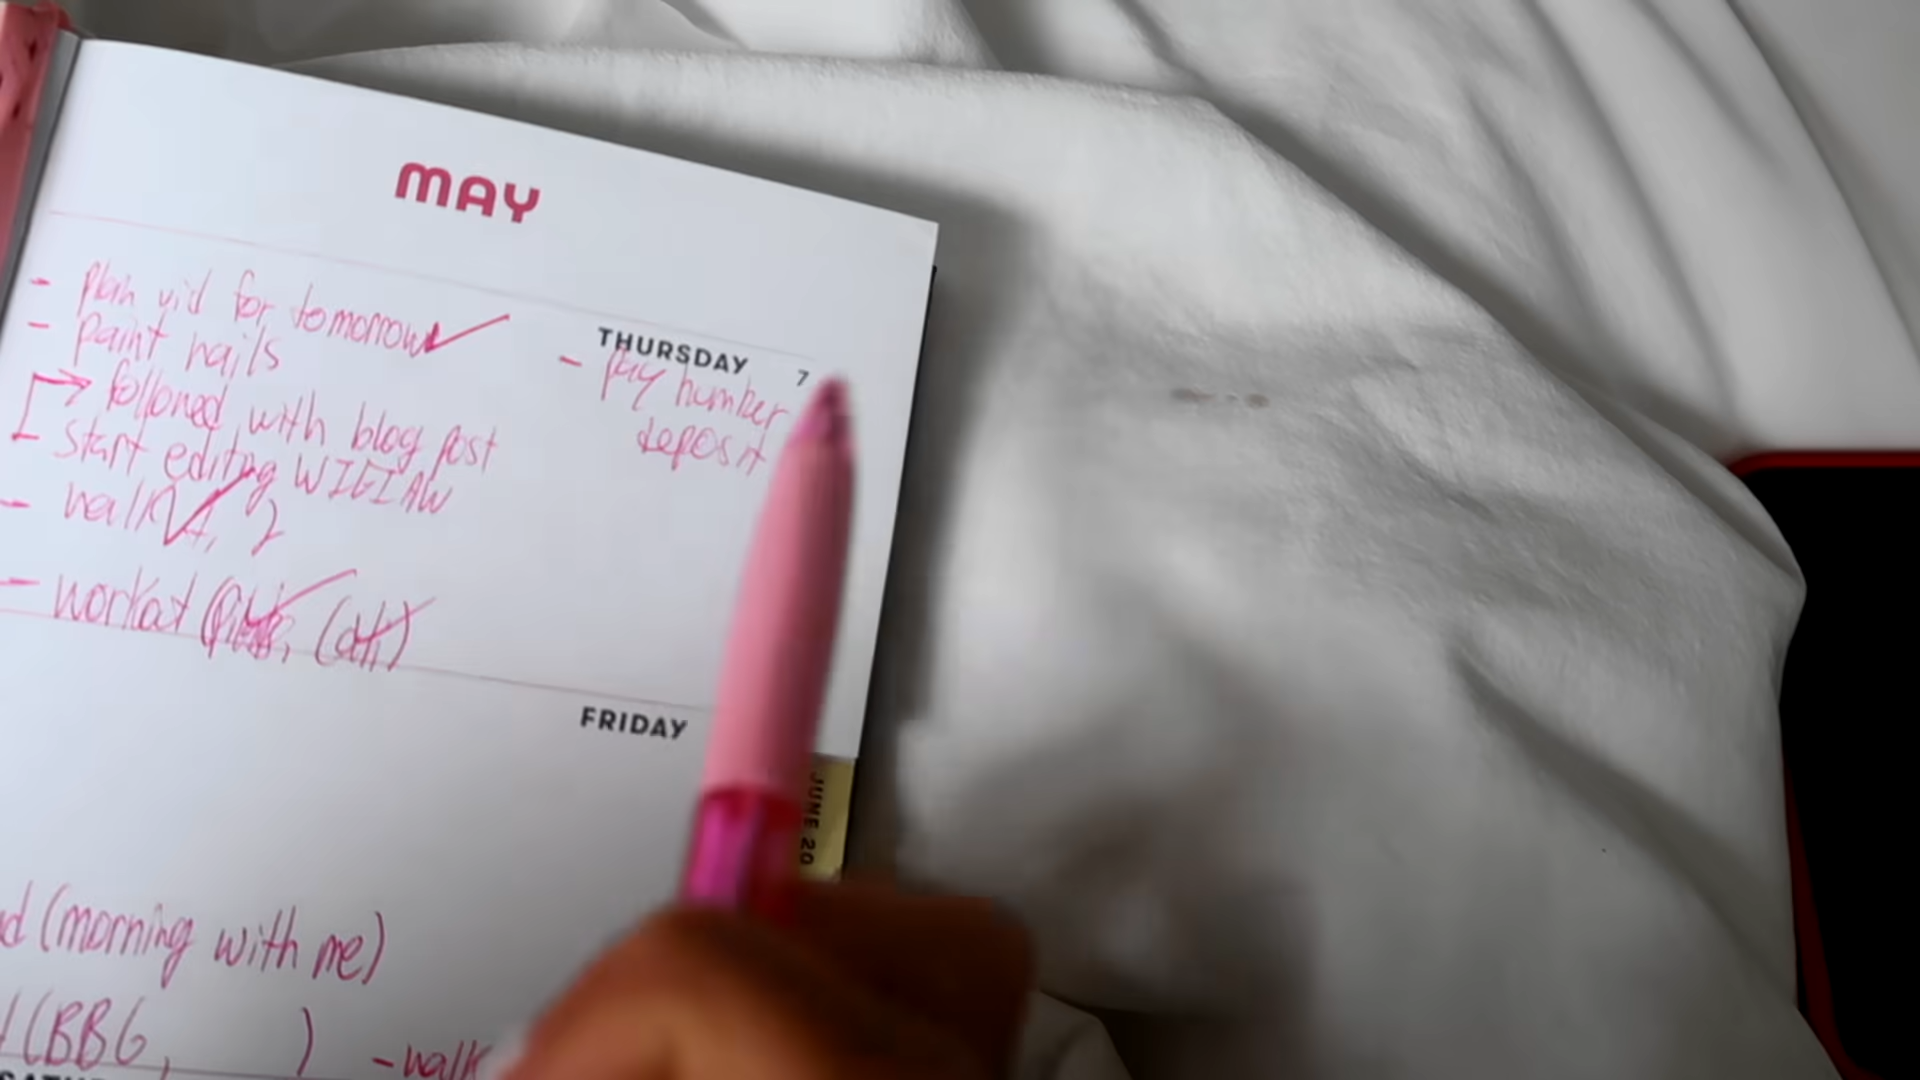 MAY
THURSDAY 7
- plan vid for tomorrow
- paint nails
→ followed with blog post
- start editing WIGIAW
- walk 1, 2
- workout
- pay humber
deposit
FRIDAY
JUNE 20
(morning with me)
(BBG, )
- walk